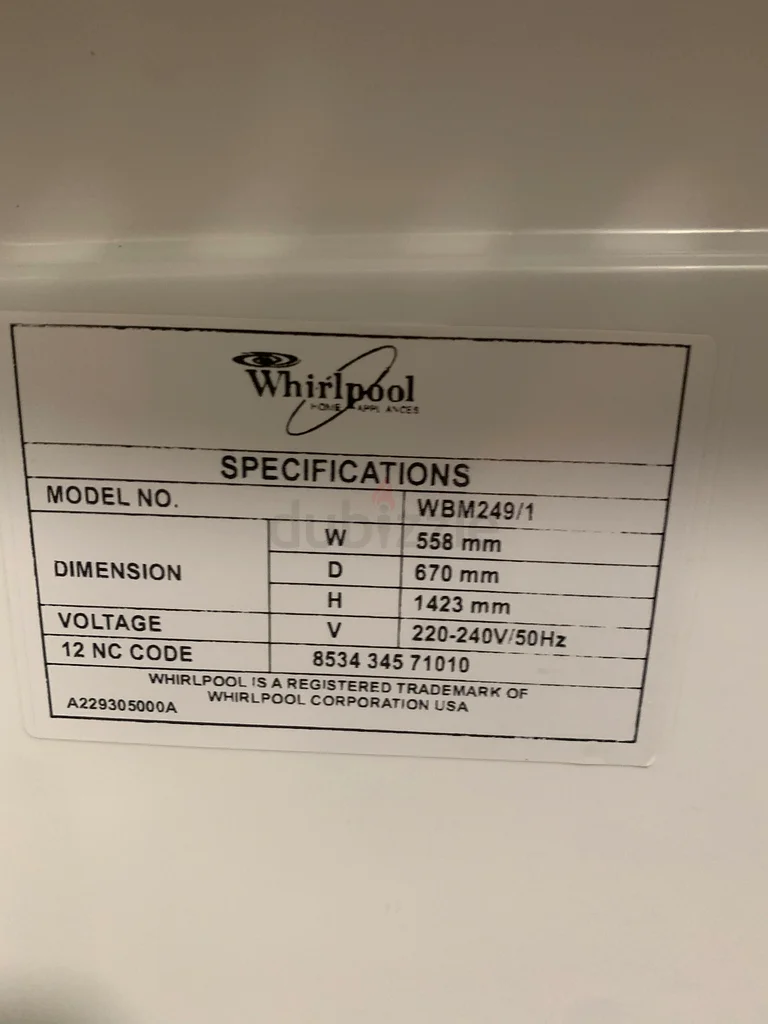 Whirlpool
HOME APPLIANCES
SPECIFICATIONS
MODEL NO. WBM249/1
DIMENSION W 558 mm
D 670 mm
H 1423 mm
VOLTAGE V 220-240V/50Hz
12 NC CODE 8534 345 71010
WHIRLPOOL IS A REGISTERED TRADEMARK OF
WHIRLPOOL CORPORATION USA
A229305000A
dubizzle